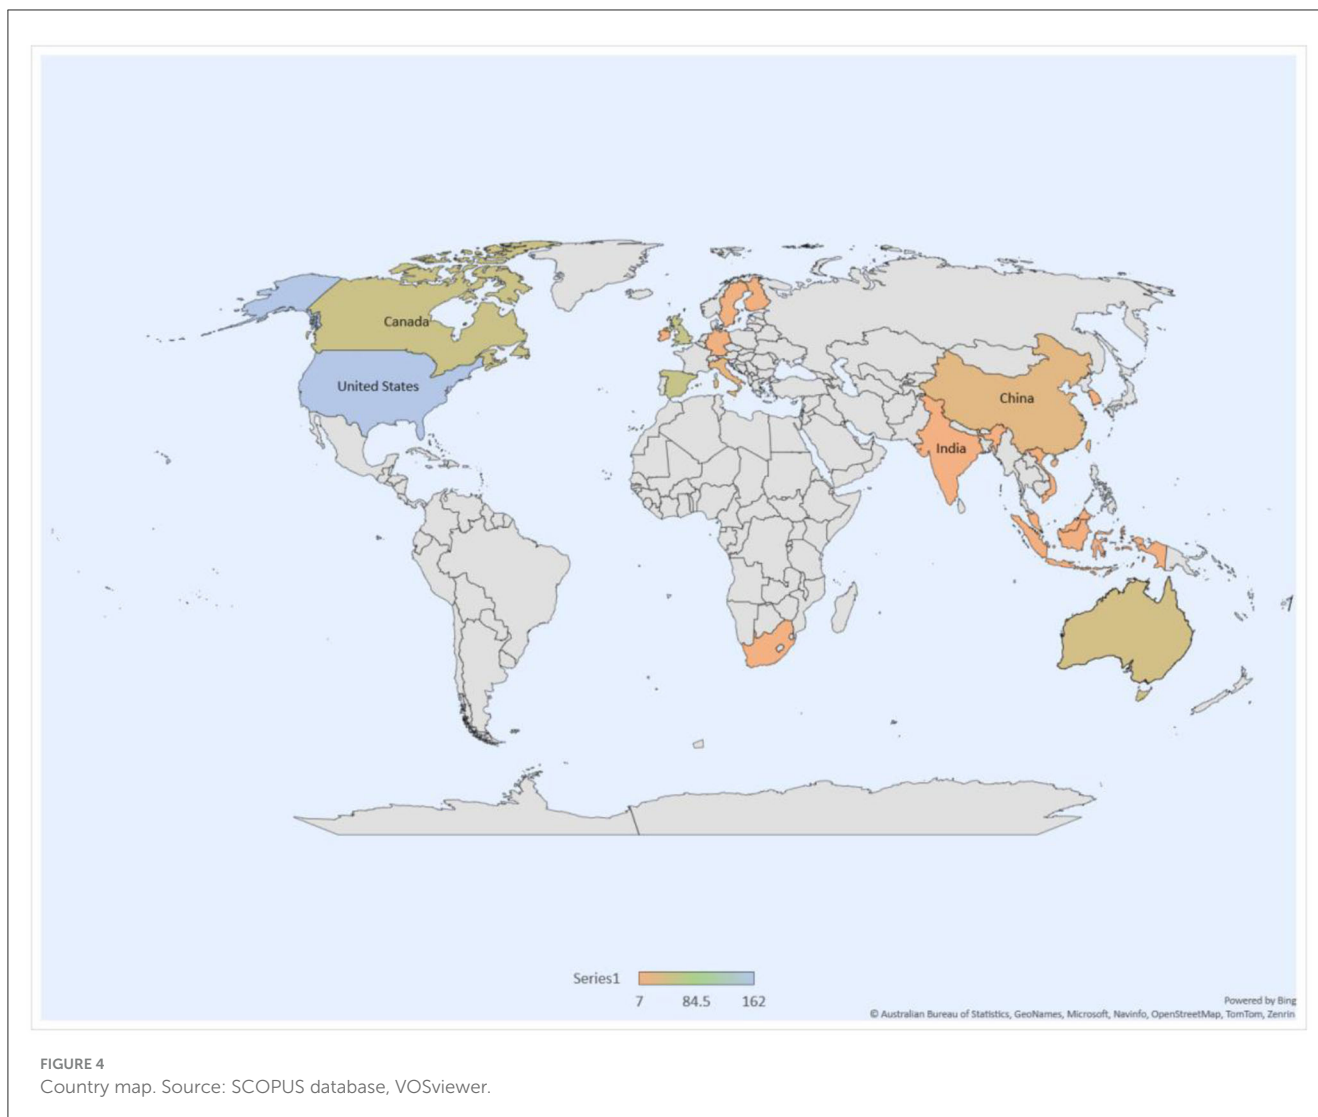 Canada
United States
China
India
Series1
7 84.5 162
Powered by Bing
© Australian Bureau of Statistics, GeoNames, Microsoft, Navinfo, OpenStreetMap, TomTom, Zenrin
FIGURE 4
Country map. Source: SCOPUS database, VOSviewer.